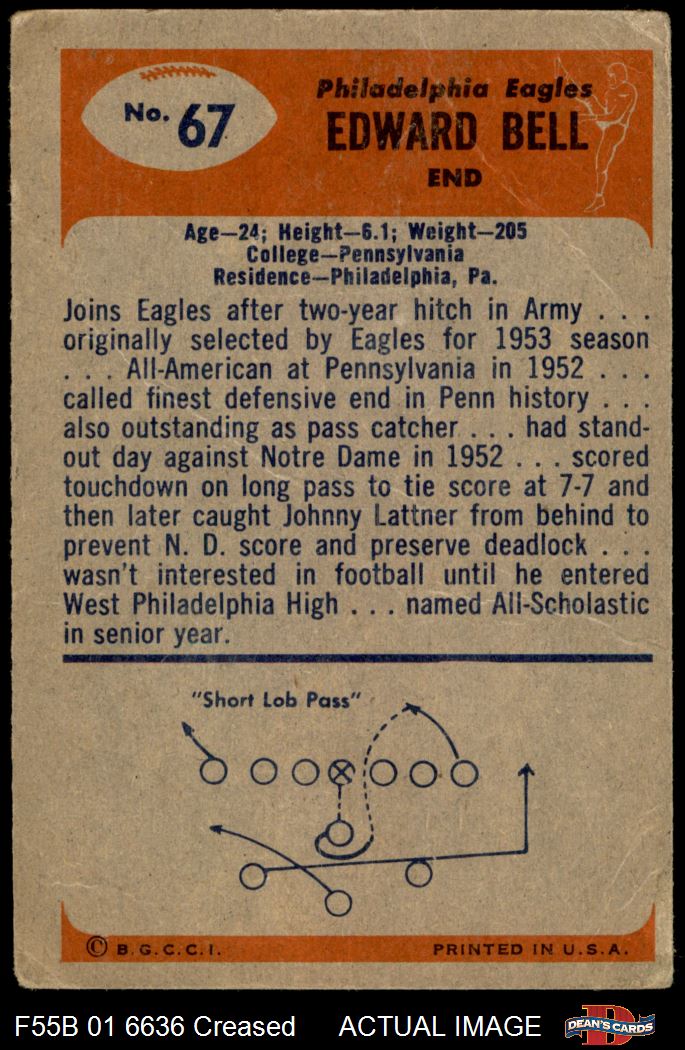 No. 67
Philadelphia Eagles
EDWARD BELL
END
Age—24; Height—6.1; Weight—205
College—Pennsylvania
Residence—Philadelphia, Pa.
Joins Eagles after two-year hitch in Army . . .
originally selected by Eagles for 1953 season
. . . All-American at Pennsylvania in 1952 . . .
called finest defensive end in Penn history . . .
also outstanding as pass catcher . . . had stand-
out day against Notre Dame in 1952 . . . scored
touchdown on long pass to tie score at 7-7 and
then later caught Johnny Lattner from behind to
prevent N. D. score and preserve deadlock . . .
wasn't interested in football until he entered
West Philadelphia High . . . named All-Scholastic
in senior year.
"Short Lob Pass"
© B.G.C.C.I.
PRINTED IN U.S.A.
F55B 01 6636 Creased
ACTUAL IMAGE
D
DEAN'S CARDS